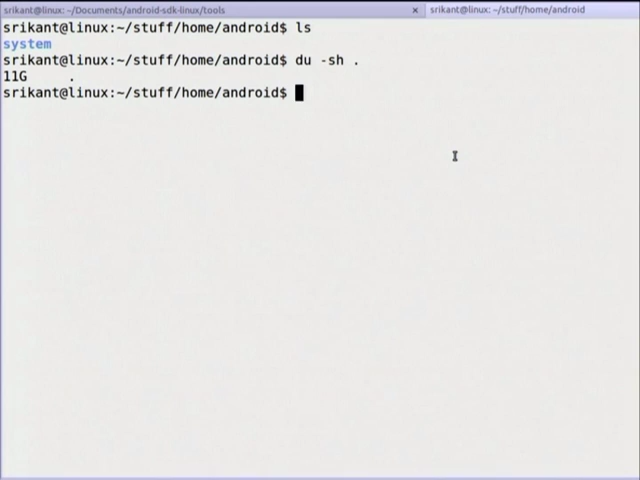 srikant@linux: ~/Documents/android-sdk-linux/tools × srikant@linux: ~/stuff/home/android
srikant@linux:~/stuff/home/android$ ls
system
srikant@linux:~/stuff/home/android$ du -sh .
11G .
srikant@linux:~/stuff/home/android$